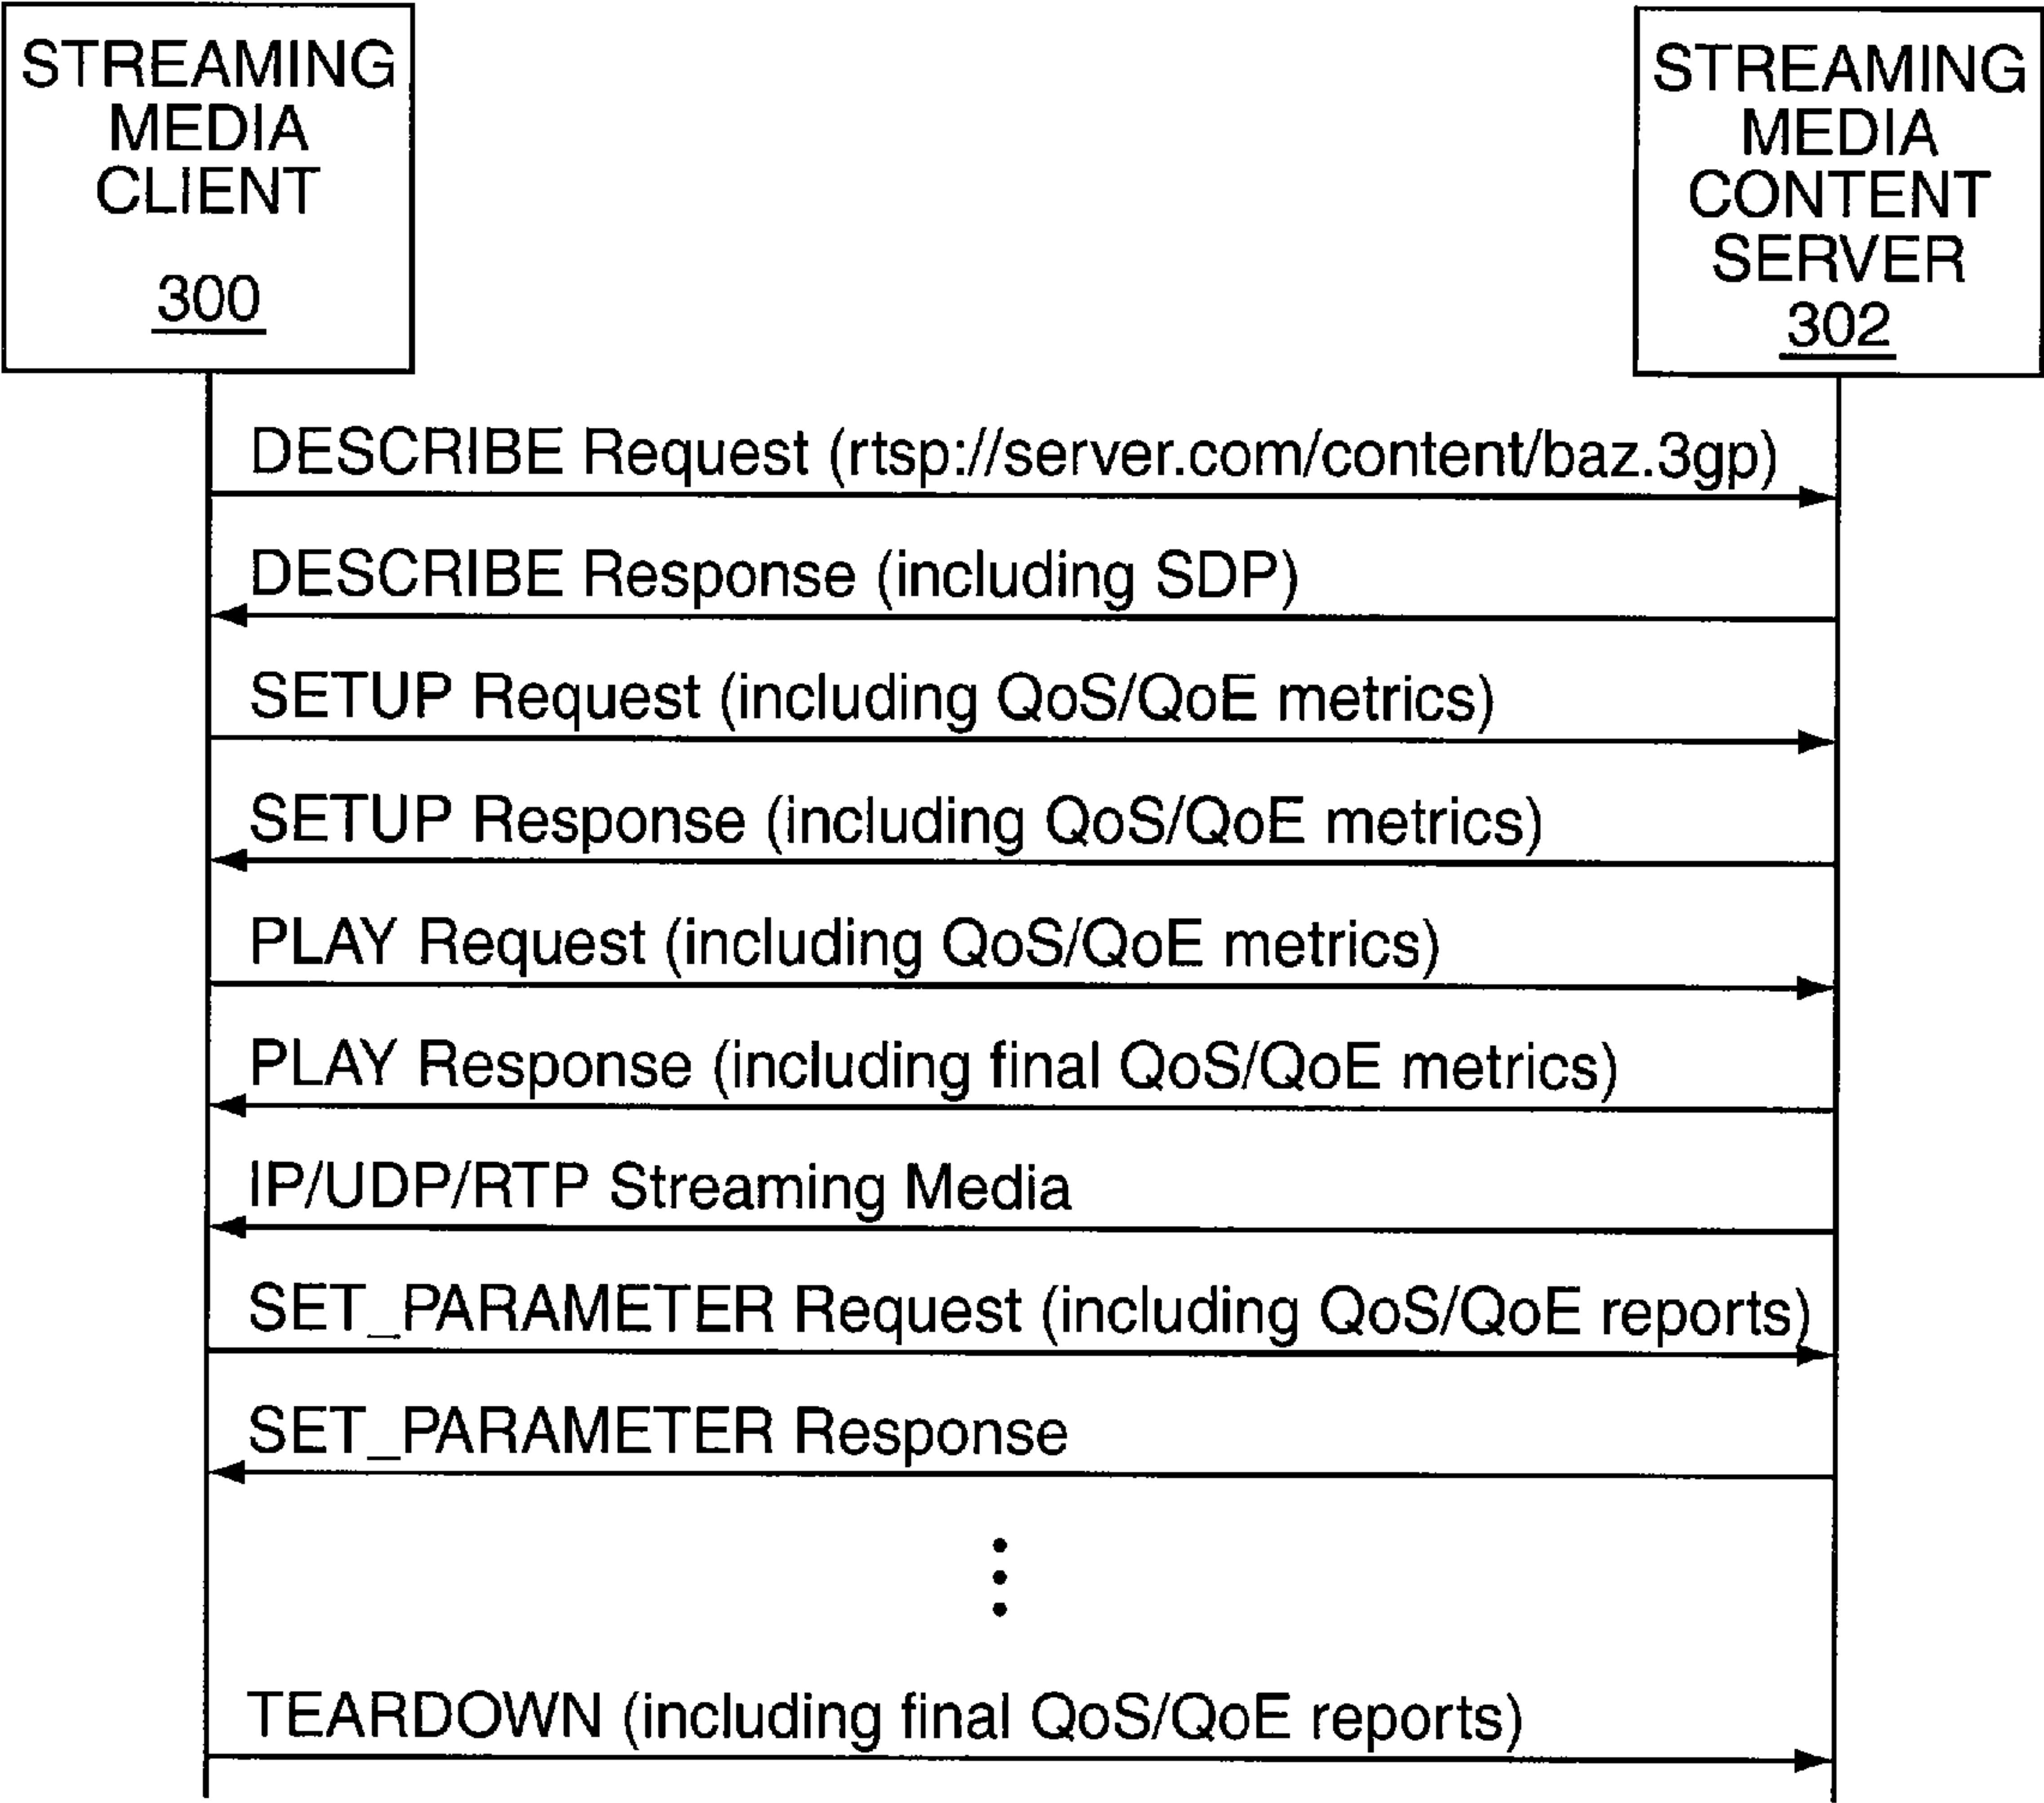 STREAMING
MEDIA
CLIENT
300
STREAMING
MEDIA
CONTENT
SERVER
302
DESCRIBE Request (rtsp://server.com/content/baz.3gp)
DESCRIBE Response (including SDP)
SETUP Request (including QoS/QoE metrics)
SETUP Response (including QoS/QoE metrics)
PLAY Request (including QoS/QoE metrics)
PLAY Response (including final QoS/QoE metrics)
IP/UDP/RTP Streaming Media
SET_PARAMETER Request (including QoS/QoE reports)
SET_PARAMETER Response
TEARDOWN (including final QoS/QoE reports)